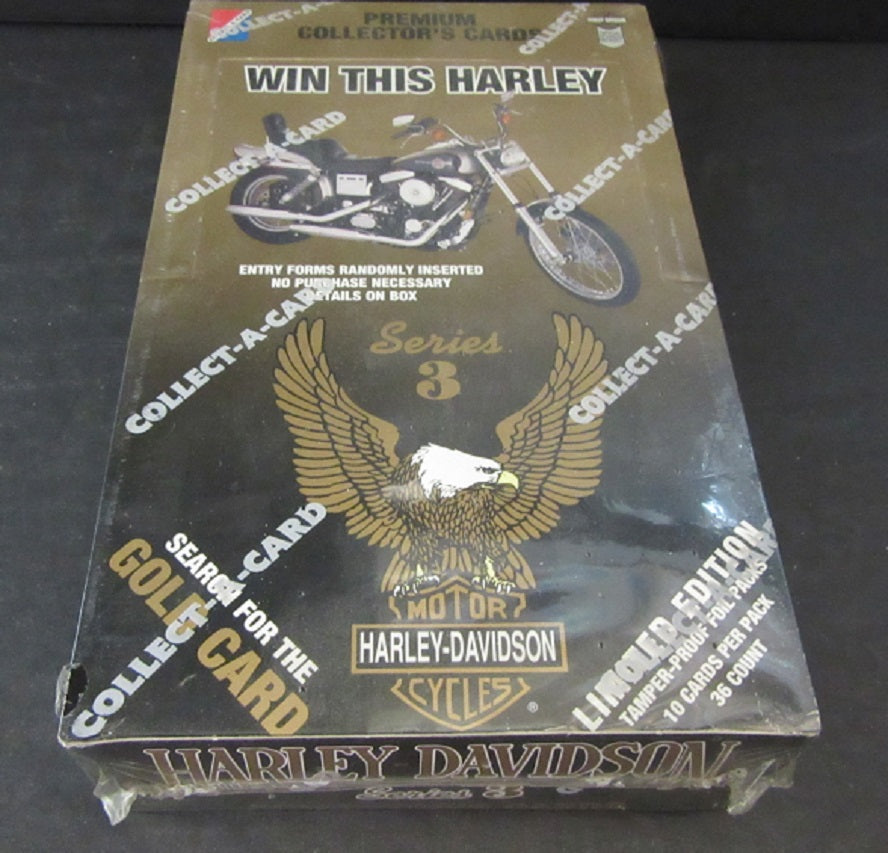 COLLECT-A-CARD
PREMIUM
COLLECTOR'S CARDS
COLLECT-A-CARD
WIN THIS HARLEY
COLLECT-A-CARD
COLLECT-A-CARD
ENTRY FORMS RANDOMLY INSERTED
NO PURCHASE NECESSARY
DETAILS ON BOX
COLLECT-A-CARD
COLLECT-A-CARD
Series
3
COLLECT-A-CARD
SEARCH FOR THE
GOLD CARD
MOTOR
HARLEY-DAVIDSON
CYCLES
®
LIMITED EDITION
TAMPER-PROOF FOIL PACKS
10 CARDS PER PACK
36 COUNT
HARLEY DAVIDSON
Series 3